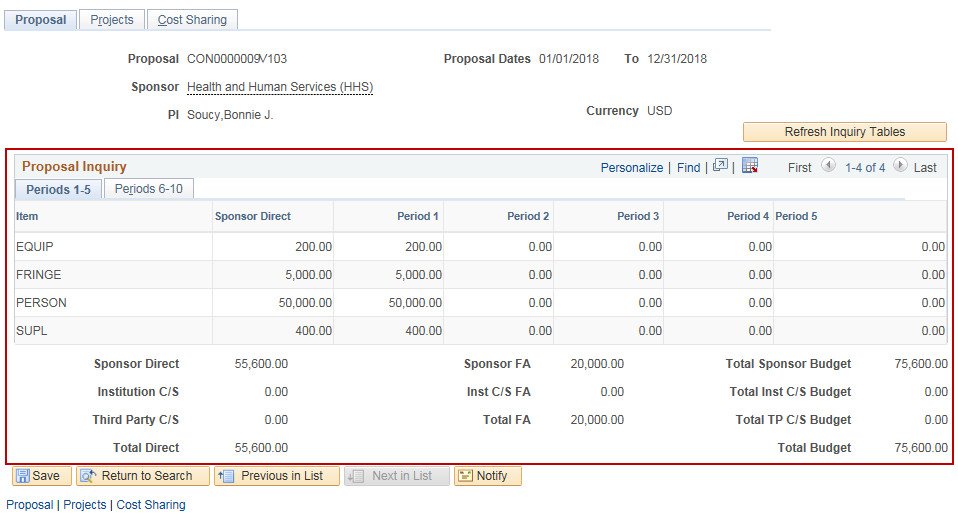 Proposal Projects Cost Sharing
Proposal CON0000009V103 Proposal Dates 01/01/2018 To 12/31/2018
Sponsor Health and Human Services (HHS)
PI Soucy,Bonnie J. Currency USD
Refresh Inquiry Tables
Proposal Inquiry Personalize | Find | | First 1-4 of 4 Last
Periods 1-5 Periods 6-10
Item Sponsor Direct Period 1 Period 2 Period 3 Period 4 Period 5
EQUIP 200.00 200.00 0.00 0.00 0.00 0.00
FRINGE 5,000.00 5,000.00 0.00 0.00 0.00 0.00
PERSON 50,000.00 50,000.00 0.00 0.00 0.00 0.00
SUPL 400.00 400.00 0.00 0.00 0.00 0.00
Sponsor Direct 55,600.00 Sponsor FA 20,000.00 Total Sponsor Budget 75,600.00
Institution C/S 0.00 Inst C/S FA 0.00 Total Inst C/S Budget 0.00
Third Party C/S 0.00 Total FA 20,000.00 Total TP C/S Budget 0.00
Total Direct 55,600.00 Total Budget 75,600.00
Save Return to Search Previous in List Next in List Notify
Proposal | Projects | Cost Sharing